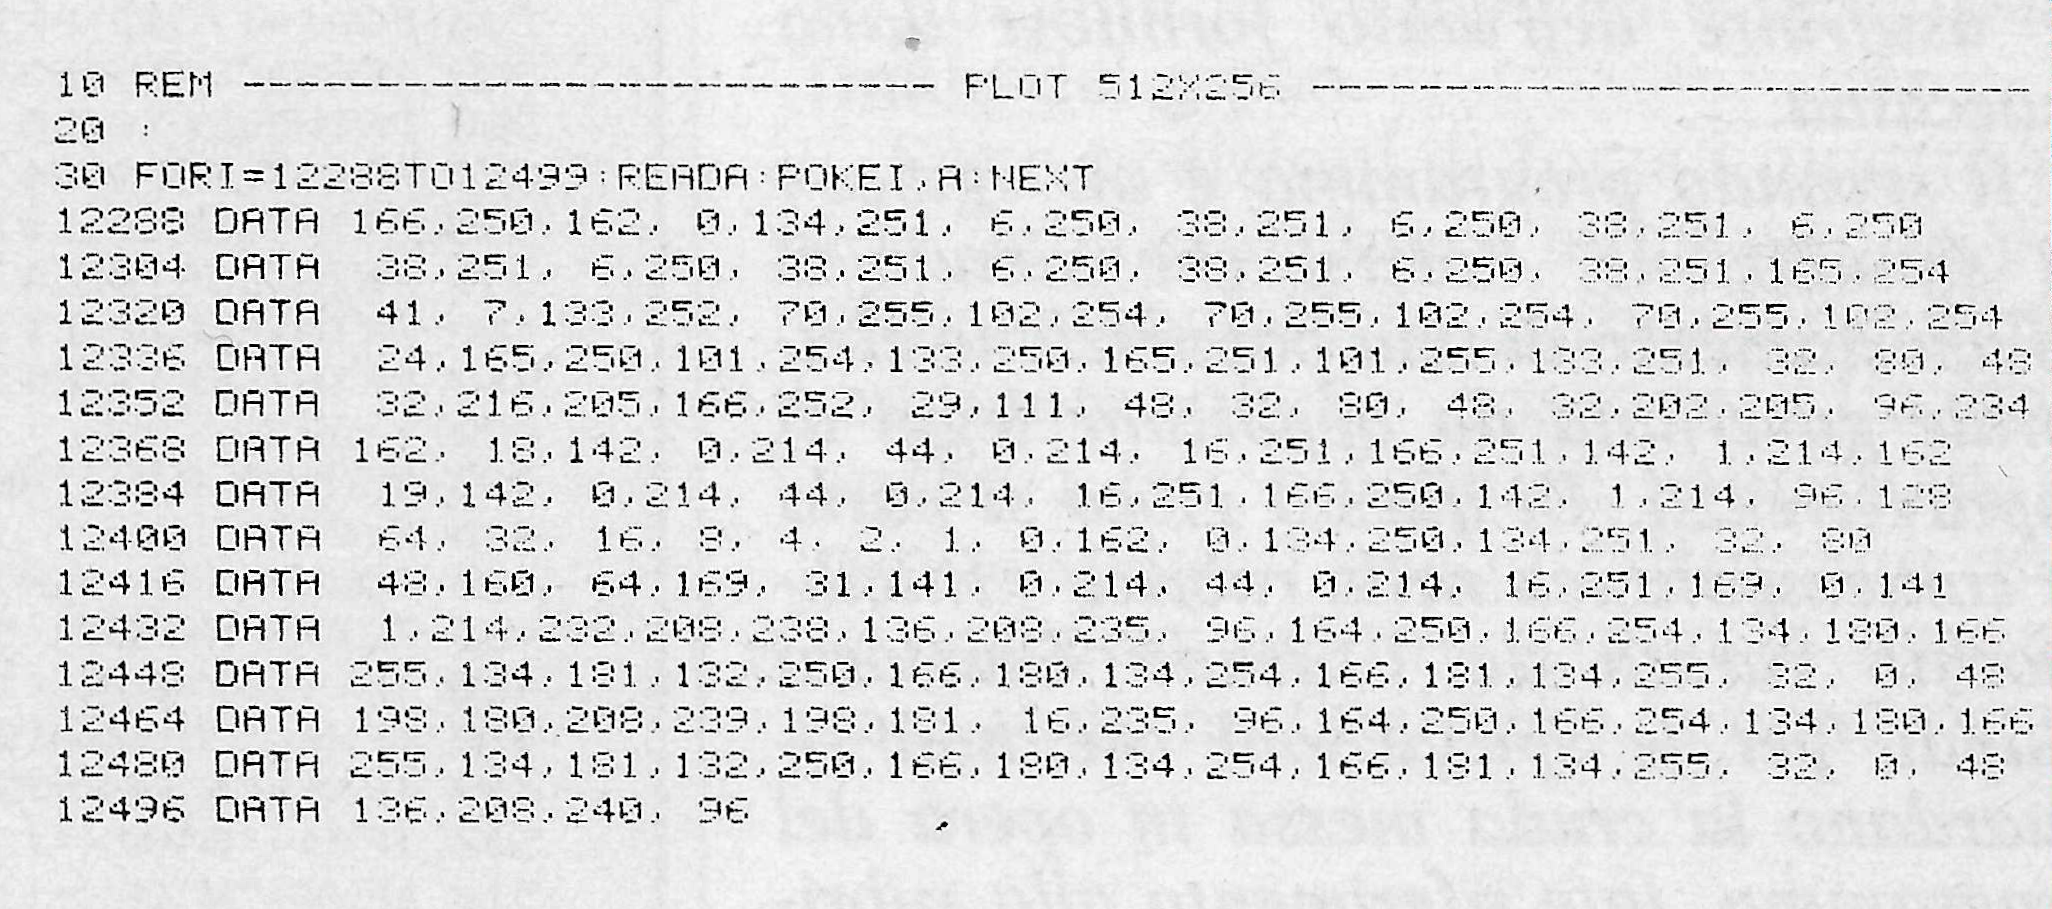 10 REM -------------------------- PLOT 512X256 ---------------------------
20 :
30 FORI=12288TO12499:READA:POKEI,A:NEXT
12288 DATA 166,250,162, 0,134,251, 6,250, 38,251, 6,250, 38,251, 6,250
12304 DATA  38,251, 6,250, 38,251, 6,250, 38,251, 6,250, 38,251,165,254
12320 DATA  41, 7,133,252, 70,255,102,254, 70,255,102,254, 70,255,102,254
12336 DATA  24,165,250,101,254,133,250,165,251,101,255,133,251, 32, 80, 48
12352 DATA  32,216,205,166,252, 29,111, 48, 32, 80, 48, 32,202,205, 96,234
12368 DATA 162, 18,142, 0,214, 44, 0,214, 16,251,166,251,142, 1,214,162
12384 DATA  19,142, 0,214, 44, 0,214, 16,251,166,250,142, 1,214, 96,128
12400 DATA  64, 32, 16, 8, 4, 2, 1, 0,162, 0,134,250,134,251, 32, 80
12416 DATA  48,160, 64,169, 31,141, 0,214, 44, 0,214, 16,251,169, 0,141
12432 DATA  1,214,232,208,238,136,208,235, 96,164,250,166,254,134,180,166
12448 DATA 255,134,181,132,250,166,180,134,254,166,181,134,255, 32, 0, 48
12464 DATA 198,180,208,239,198,181, 16,235, 96,164,250,166,254,134,180,166
12480 DATA 255,134,181,132,250,166,180,134,254,166,181,134,255, 32, 0, 48
12496 DATA 136,208,240, 96